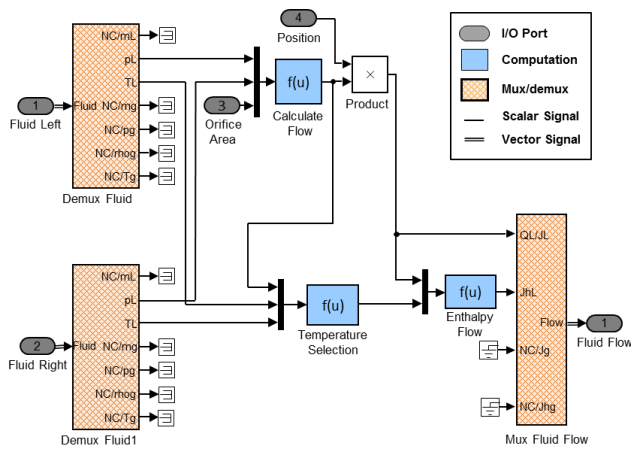 NC/mL
pL
TL
1
Fluid
NC/mg
Fluid Left
NC/pg
NC/rhog
NC/Tg
Demux Fluid
4
Position
f(u)
Calculate
Flow
3
Orifice
Area
×
Product
I/O Port
Computation
Mux/demux
Scalar Signal
Vector Signal
NC/mL
pL
TL
2
Fluid
NC/mg
Fluid Right
NC/pg
NC/rhog
NC/Tg
Demux Fluid1
f(u)
Temperature
Selection
f(u)
Enthalpy
Flow
QL/JL
JhL
Flow
1
Fluid Flow
NC/Jg
NC/Jhg
Mux Fluid Flow